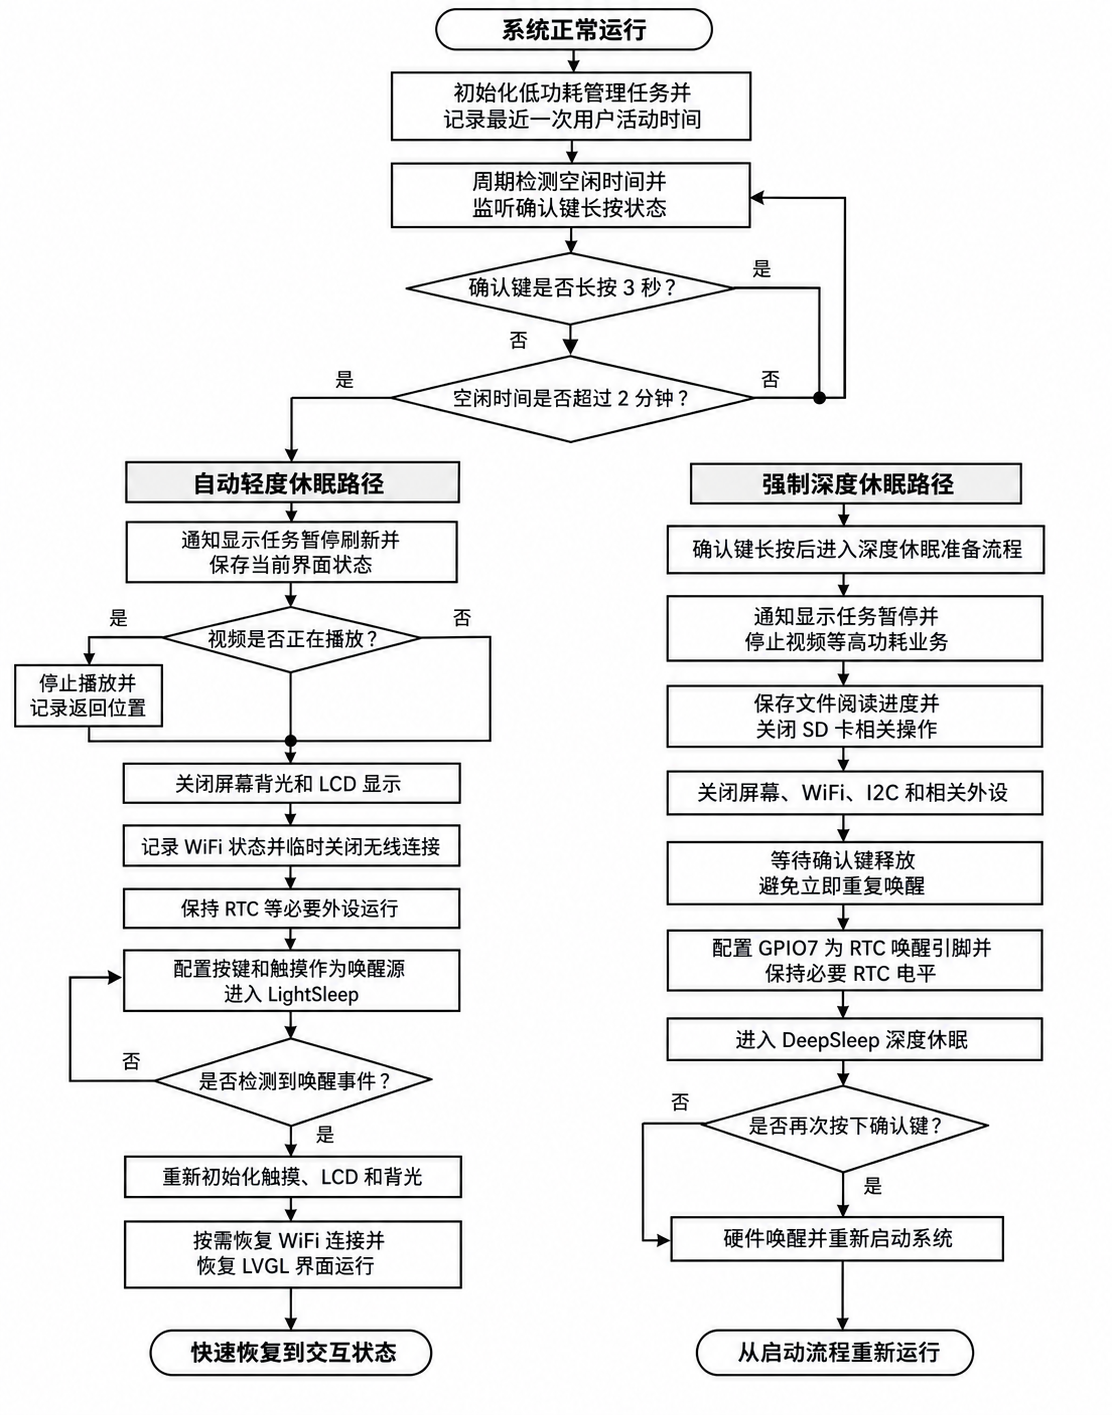 系统正常运行
初始化低功耗管理任务并
记录最近一次用户活动时间
周期检测空闲时间并
监听确认键长按状态
确认键是否长按 3 秒？
是
否
空闲时间是否超过 2 分钟？
是
否
自动轻度休眠路径
通知显示任务暂停刷新并
保存当前界面状态
视频是否正在播放？
是
否
停止播放并
记录返回位置
关闭屏幕背光和 LCD 显示
记录 WiFi 状态并临时关闭无线连接
保持 RTC 等必要外设运行
配置按键和触摸作为唤醒源
进入 LightSleep
是否检测到唤醒事件？
否
是
重新初始化触摸、LCD 和背光
按需恢复 WiFi 连接并
恢复 LVGL 界面运行
快速恢复到交互状态
强制深度休眠路径
确认键长按后进入深度休眠准备流程
通知显示任务暂停并
停止视频等高功耗业务
保存文件阅读进度并
关闭 SD 卡相关操作
关闭屏幕、WiFi、I2C 和相关外设
等待确认键释放
避免立即重复唤醒
配置 GPIO7 为 RTC 唤醒引脚并
保持必要 RTC 电平
进入 DeepSleep 深度休眠
是否再次按下确认键？
否
是
硬件唤醒并重新启动系统
从启动流程重新运行